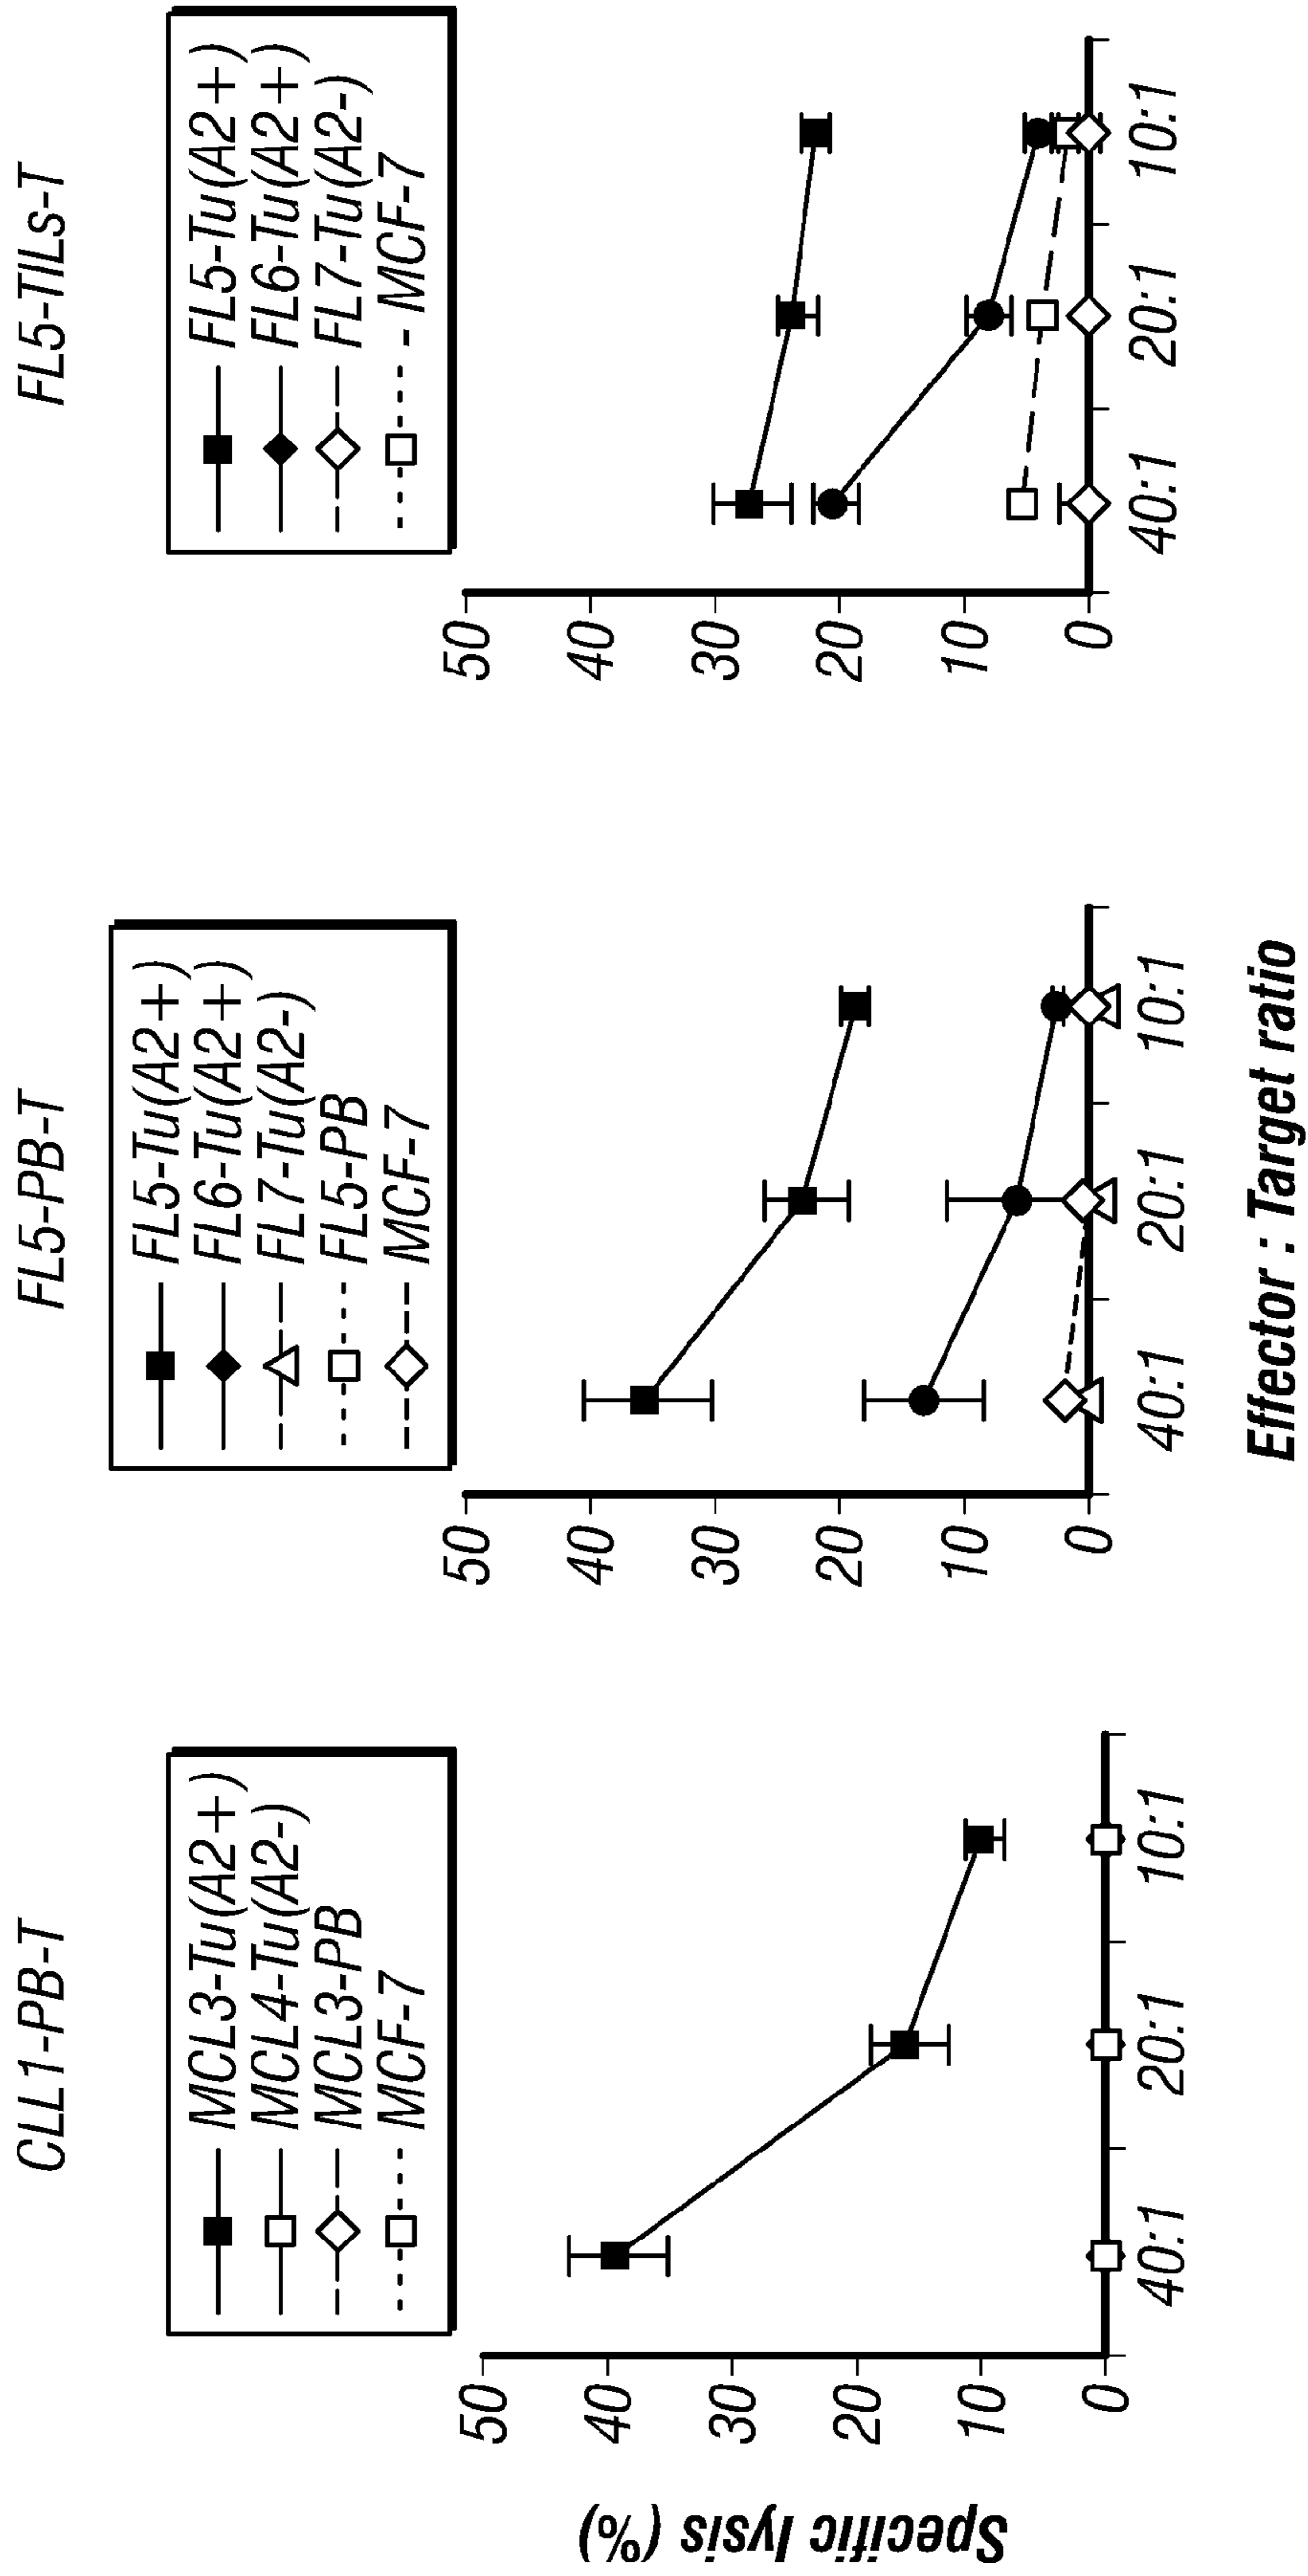 CLL1-PB-T
MCL3-Tu(A2+)
MCL4-Tu(A2-)
MCL3-PB
MCF-7
Specific lysis (%)
50
40
30
20
10
0
40:1
20:1
10:1
FL5-PB-T
FL5-Tu(A2+)
FL6-Tu(A2+)
FL7-Tu(A2-)
FL5-PB
MCF-7
50
40
30
20
10
0
40:1
20:1
10:1
FL5-TILs-T
FL5-Tu(A2+)
FL6-Tu(A2+)
FL7-Tu(A2-)
MCF-7
50
40
30
20
10
0
40:1
20:1
10:1
Effector : Target ratio